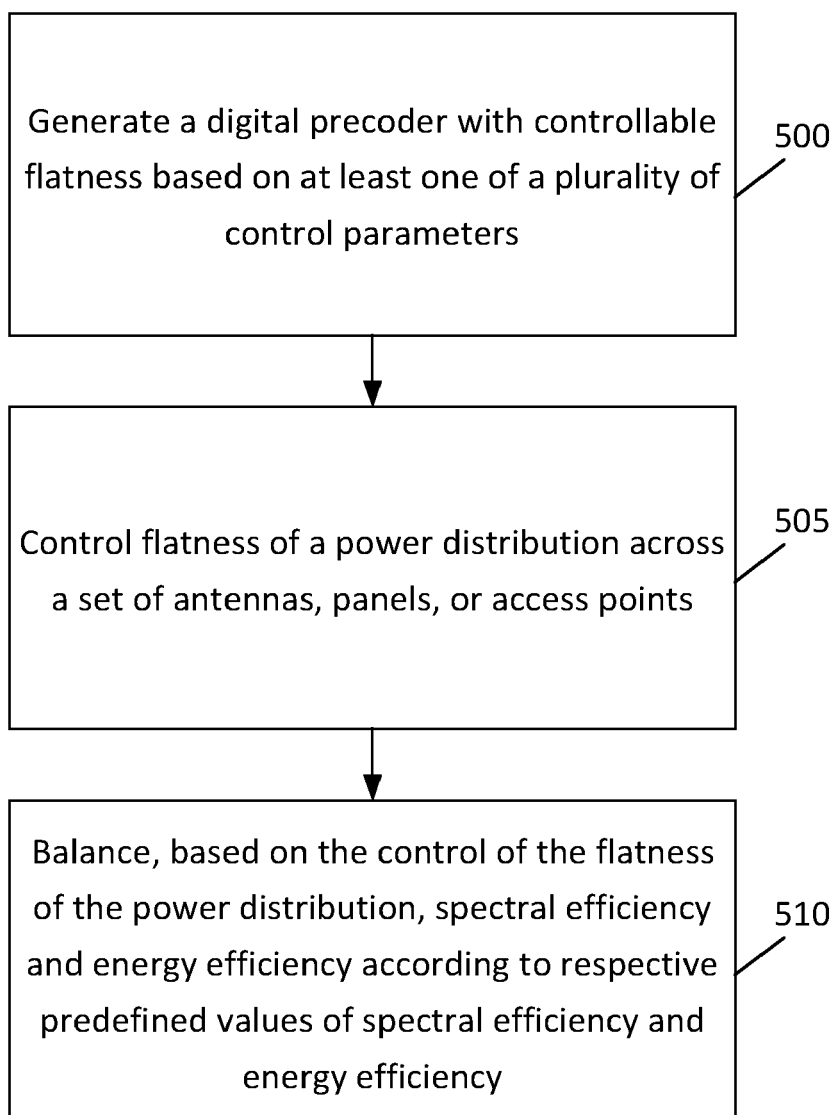 Generate a digital precoder with controllable
flatness based on at least one of a plurality of
control parameters
500
Control flatness of a power distribution across
a set of antennas, panels, or access points
505
Balance, based on the control of the flatness
of the power distribution, spectral efficiency
and energy efficiency according to respective
predefined values of spectral efficiency and
energy efficiency
510